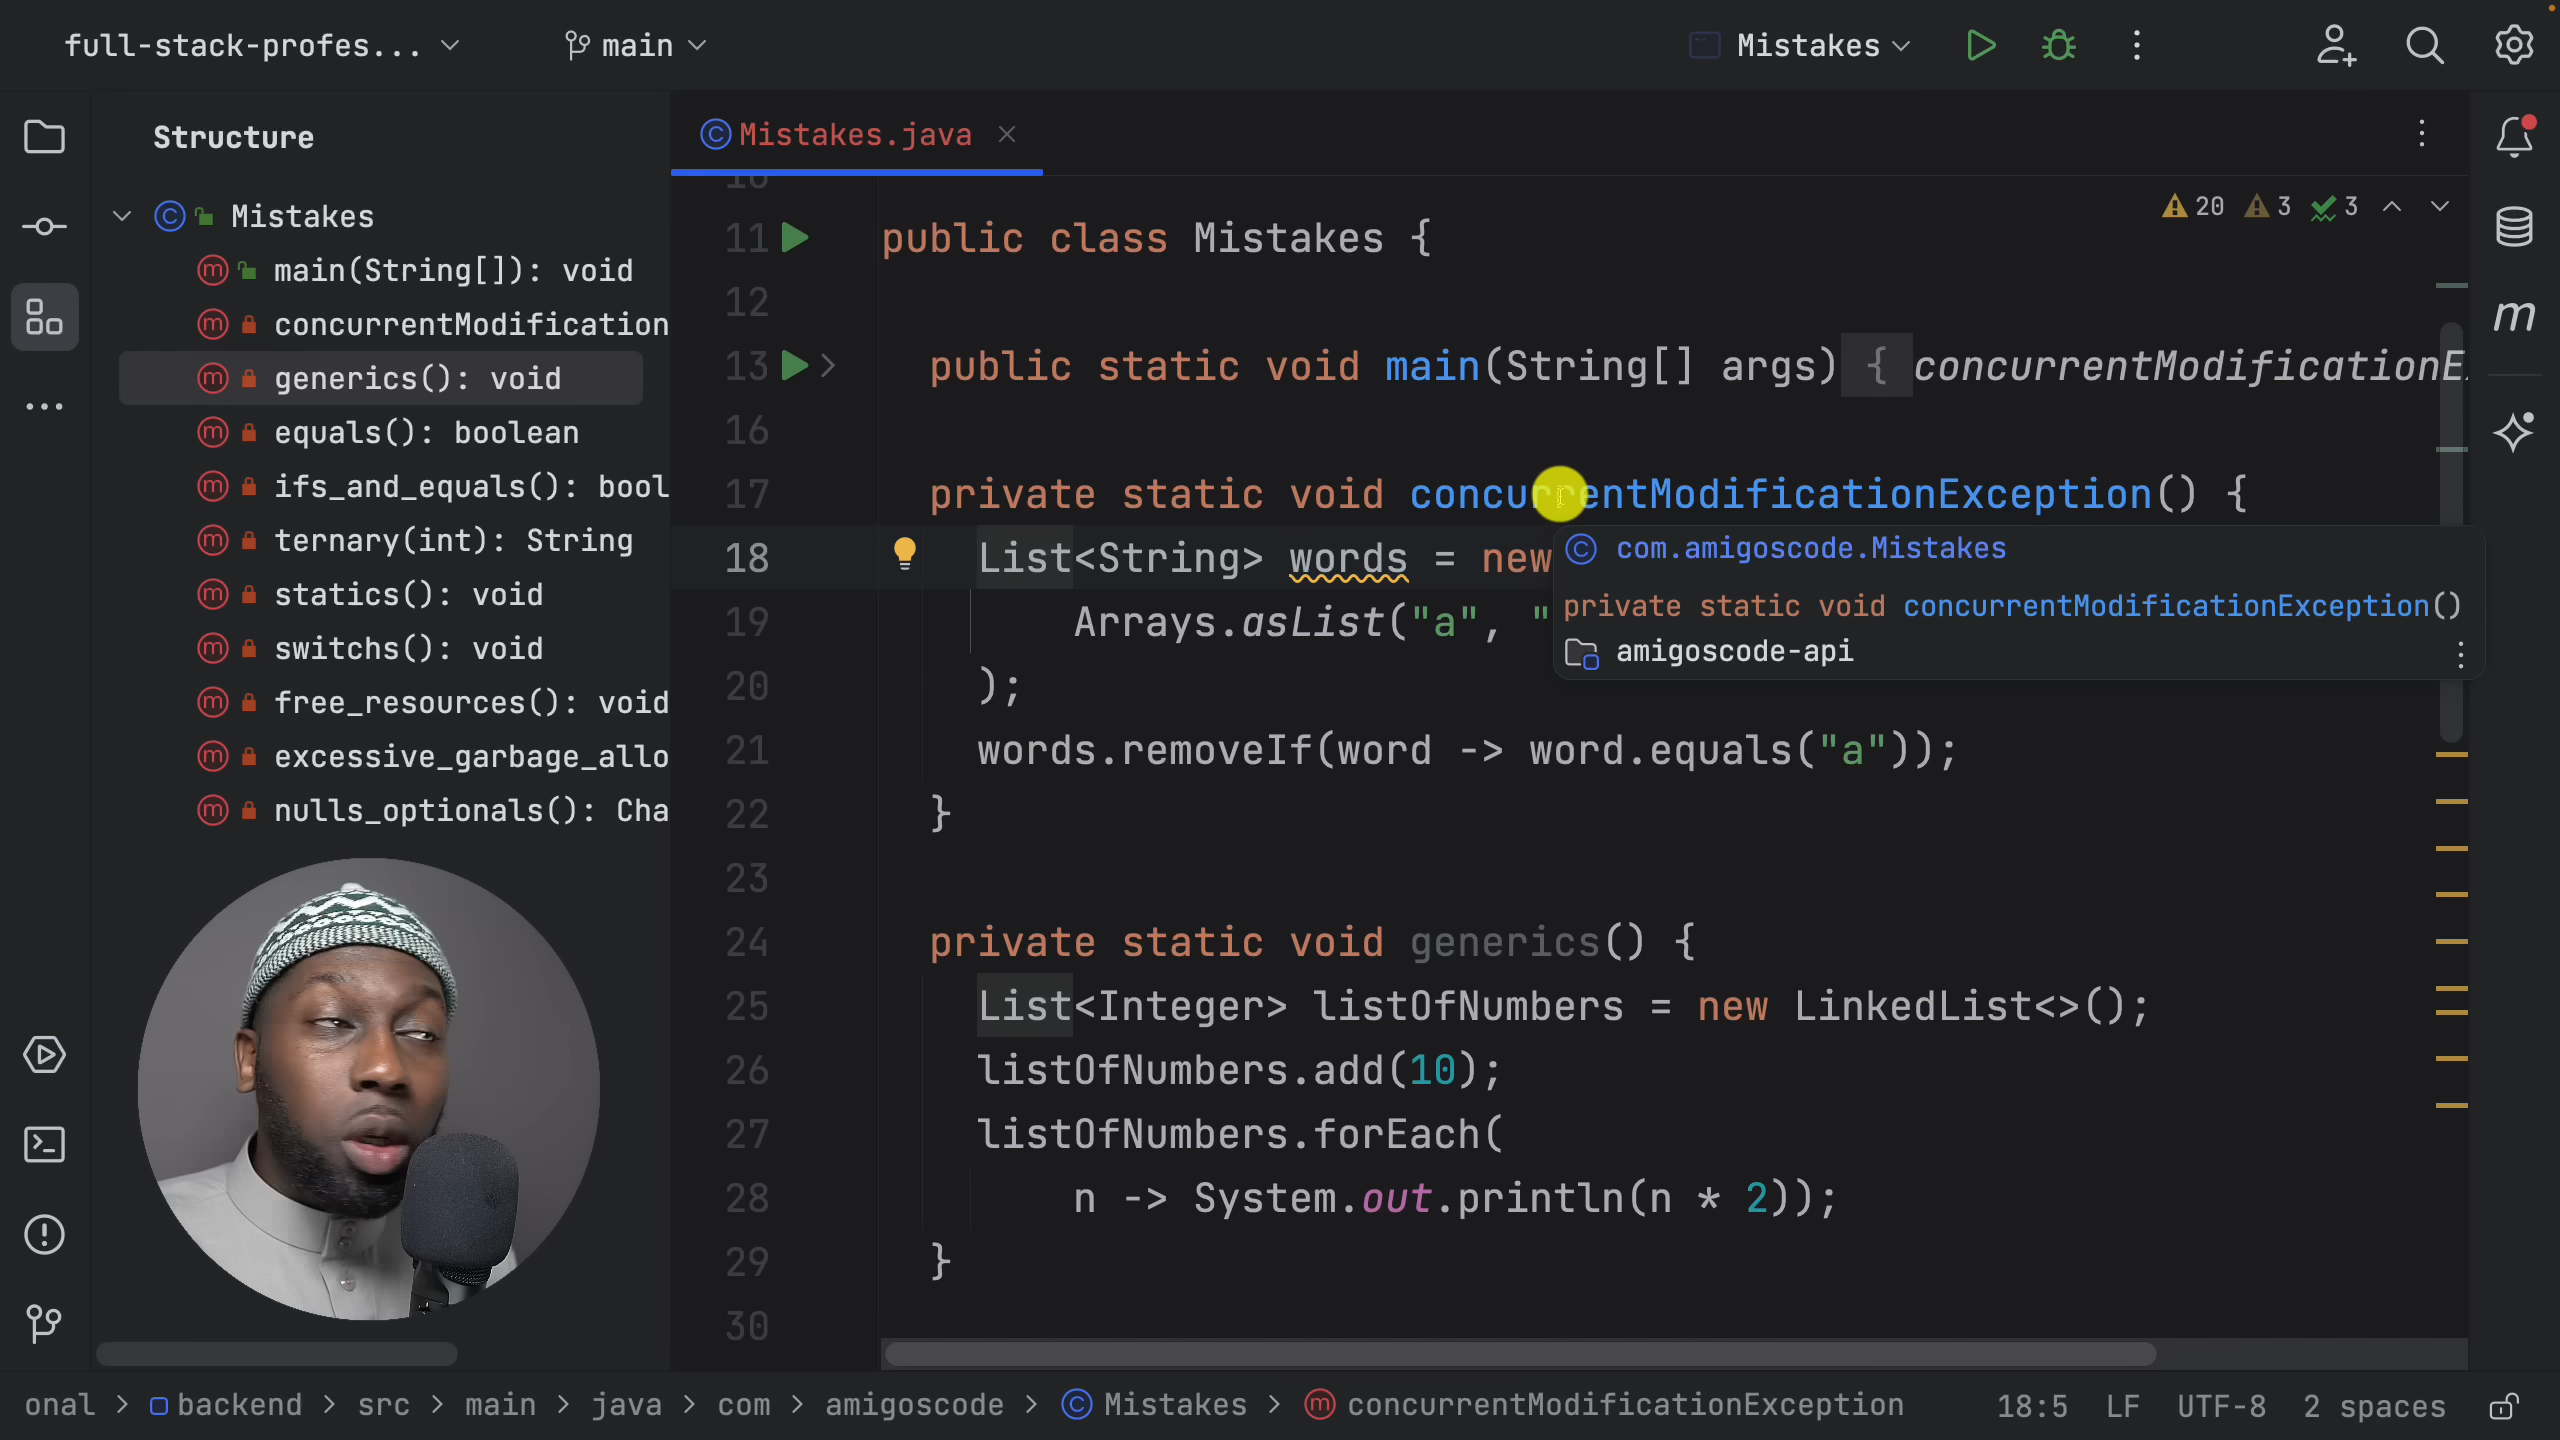 full-stack-profes...
main
Mistakes
Structure
Mistakes
main(String[]): void
concurrentModification
generics(): void
equals(): boolean
ifs_and_equals(): bool
ternary(int): String
statics(): void
switchs(): void
free_resources(): void
excessive_garbage_allo
nulls_optionals(): Cha
Mistakes.java
20 3 3
11 public class Mistakes {
12
13 public static void main(String[] args) { concurrentModificationE
16
17 private static void concurrentModificationException() {
18 List<String> words = new
19 Arrays.asList("a", "
20 );
21 words.removeIf(word -> word.equals("a"));
22 }
23
24 private static void generics() {
25 List<Integer> listOfNumbers = new LinkedList<>();
26 listOfNumbers.add(10);
27 listOfNumbers.forEach(
28 n -> System.out.println(n * 2));
29 }
30
com.amigoscode.Mistakes
private static void concurrentModificationException()
amigoscode-api
onal > backend > src > main > java > com > amigoscode > Mistakes > concurrentModificationException
18:5 LF UTF-8 2 spaces